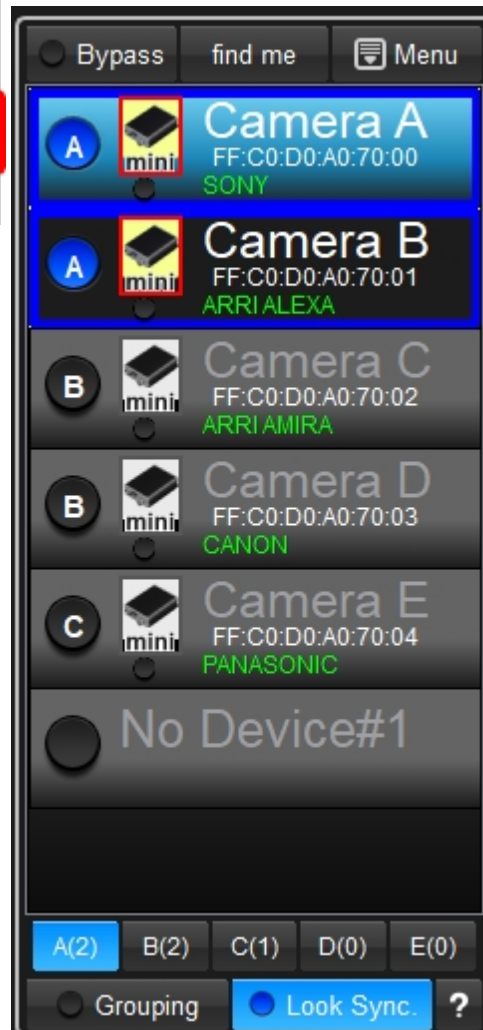 Bypass find me Menu
A mini Camera A
FF:C0:D0:A0:70:00
SONY
A mini Camera B
FF:C0:D0:A0:70:01
ARRI ALEXA
B mini Camera C
FF:C0:D0:A0:70:02
ARRI AMIRA
B mini Camera D
FF:C0:D0:A0:70:03
CANON
C mini Camera E
FF:C0:D0:A0:70:04
PANASONIC
No Device#1
A(2) B(2) C(1) D(0) E(0)
Grouping Look Sync. ?